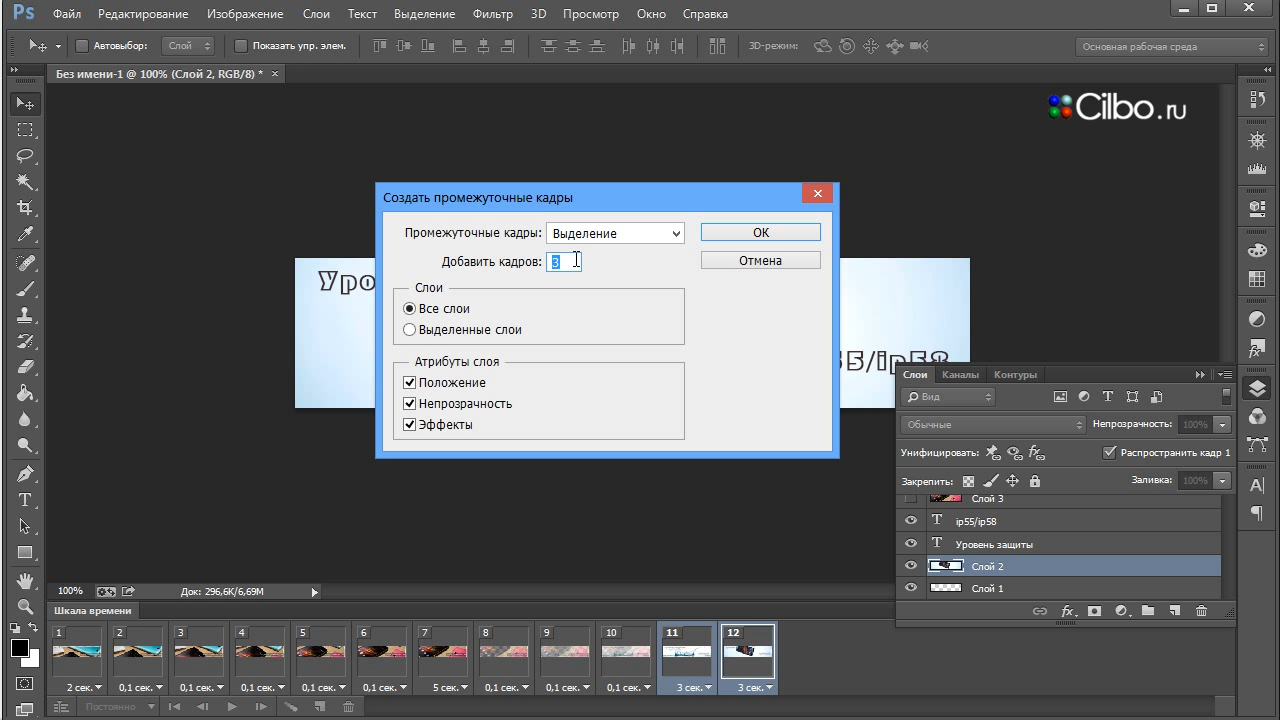 Ps Файл Редактирование Изображение Слои Текст Выделение Фильтр 3D Просмотр Окно Справка
Автовыбор: Слой Показать упр. элем. 3D-режим: Основная рабочая среда
Без имени-1 @ 100% (Слой 2, RGB/8) * ×
Cilbo.ru
Создать промежуточные кадры
Промежуточные кадры: Выделение OK
Добавить кадров: 3 Отмена
Слои
Все слои
Выделенные слои
Атрибуты слоя
Положение
Непрозрачность
Эффекты
Уро
55/ip58
Слои Каналы Контуры
Вид
Обычные Непрозрачность: 100%
Унифицировать: Распространить кадр 1
Закрепить: Заливка: 100%
Слой 3
T ip55/ip58
T Уровень защиты
Слой 2
Слой 1
fx
100% Док: 296,6K/6,69M
Шкала времени
1 2 3 4 5 6 7 8 9 10 11 12
2 сек. 0,1 сек. 0,1 сек. 0,1 сек. 0,1 сек. 0,1 сек. 5 сек. 0,1 сек. 0,1 сек. 0,1 сек. 3 сек. 3 сек.
Постоянно